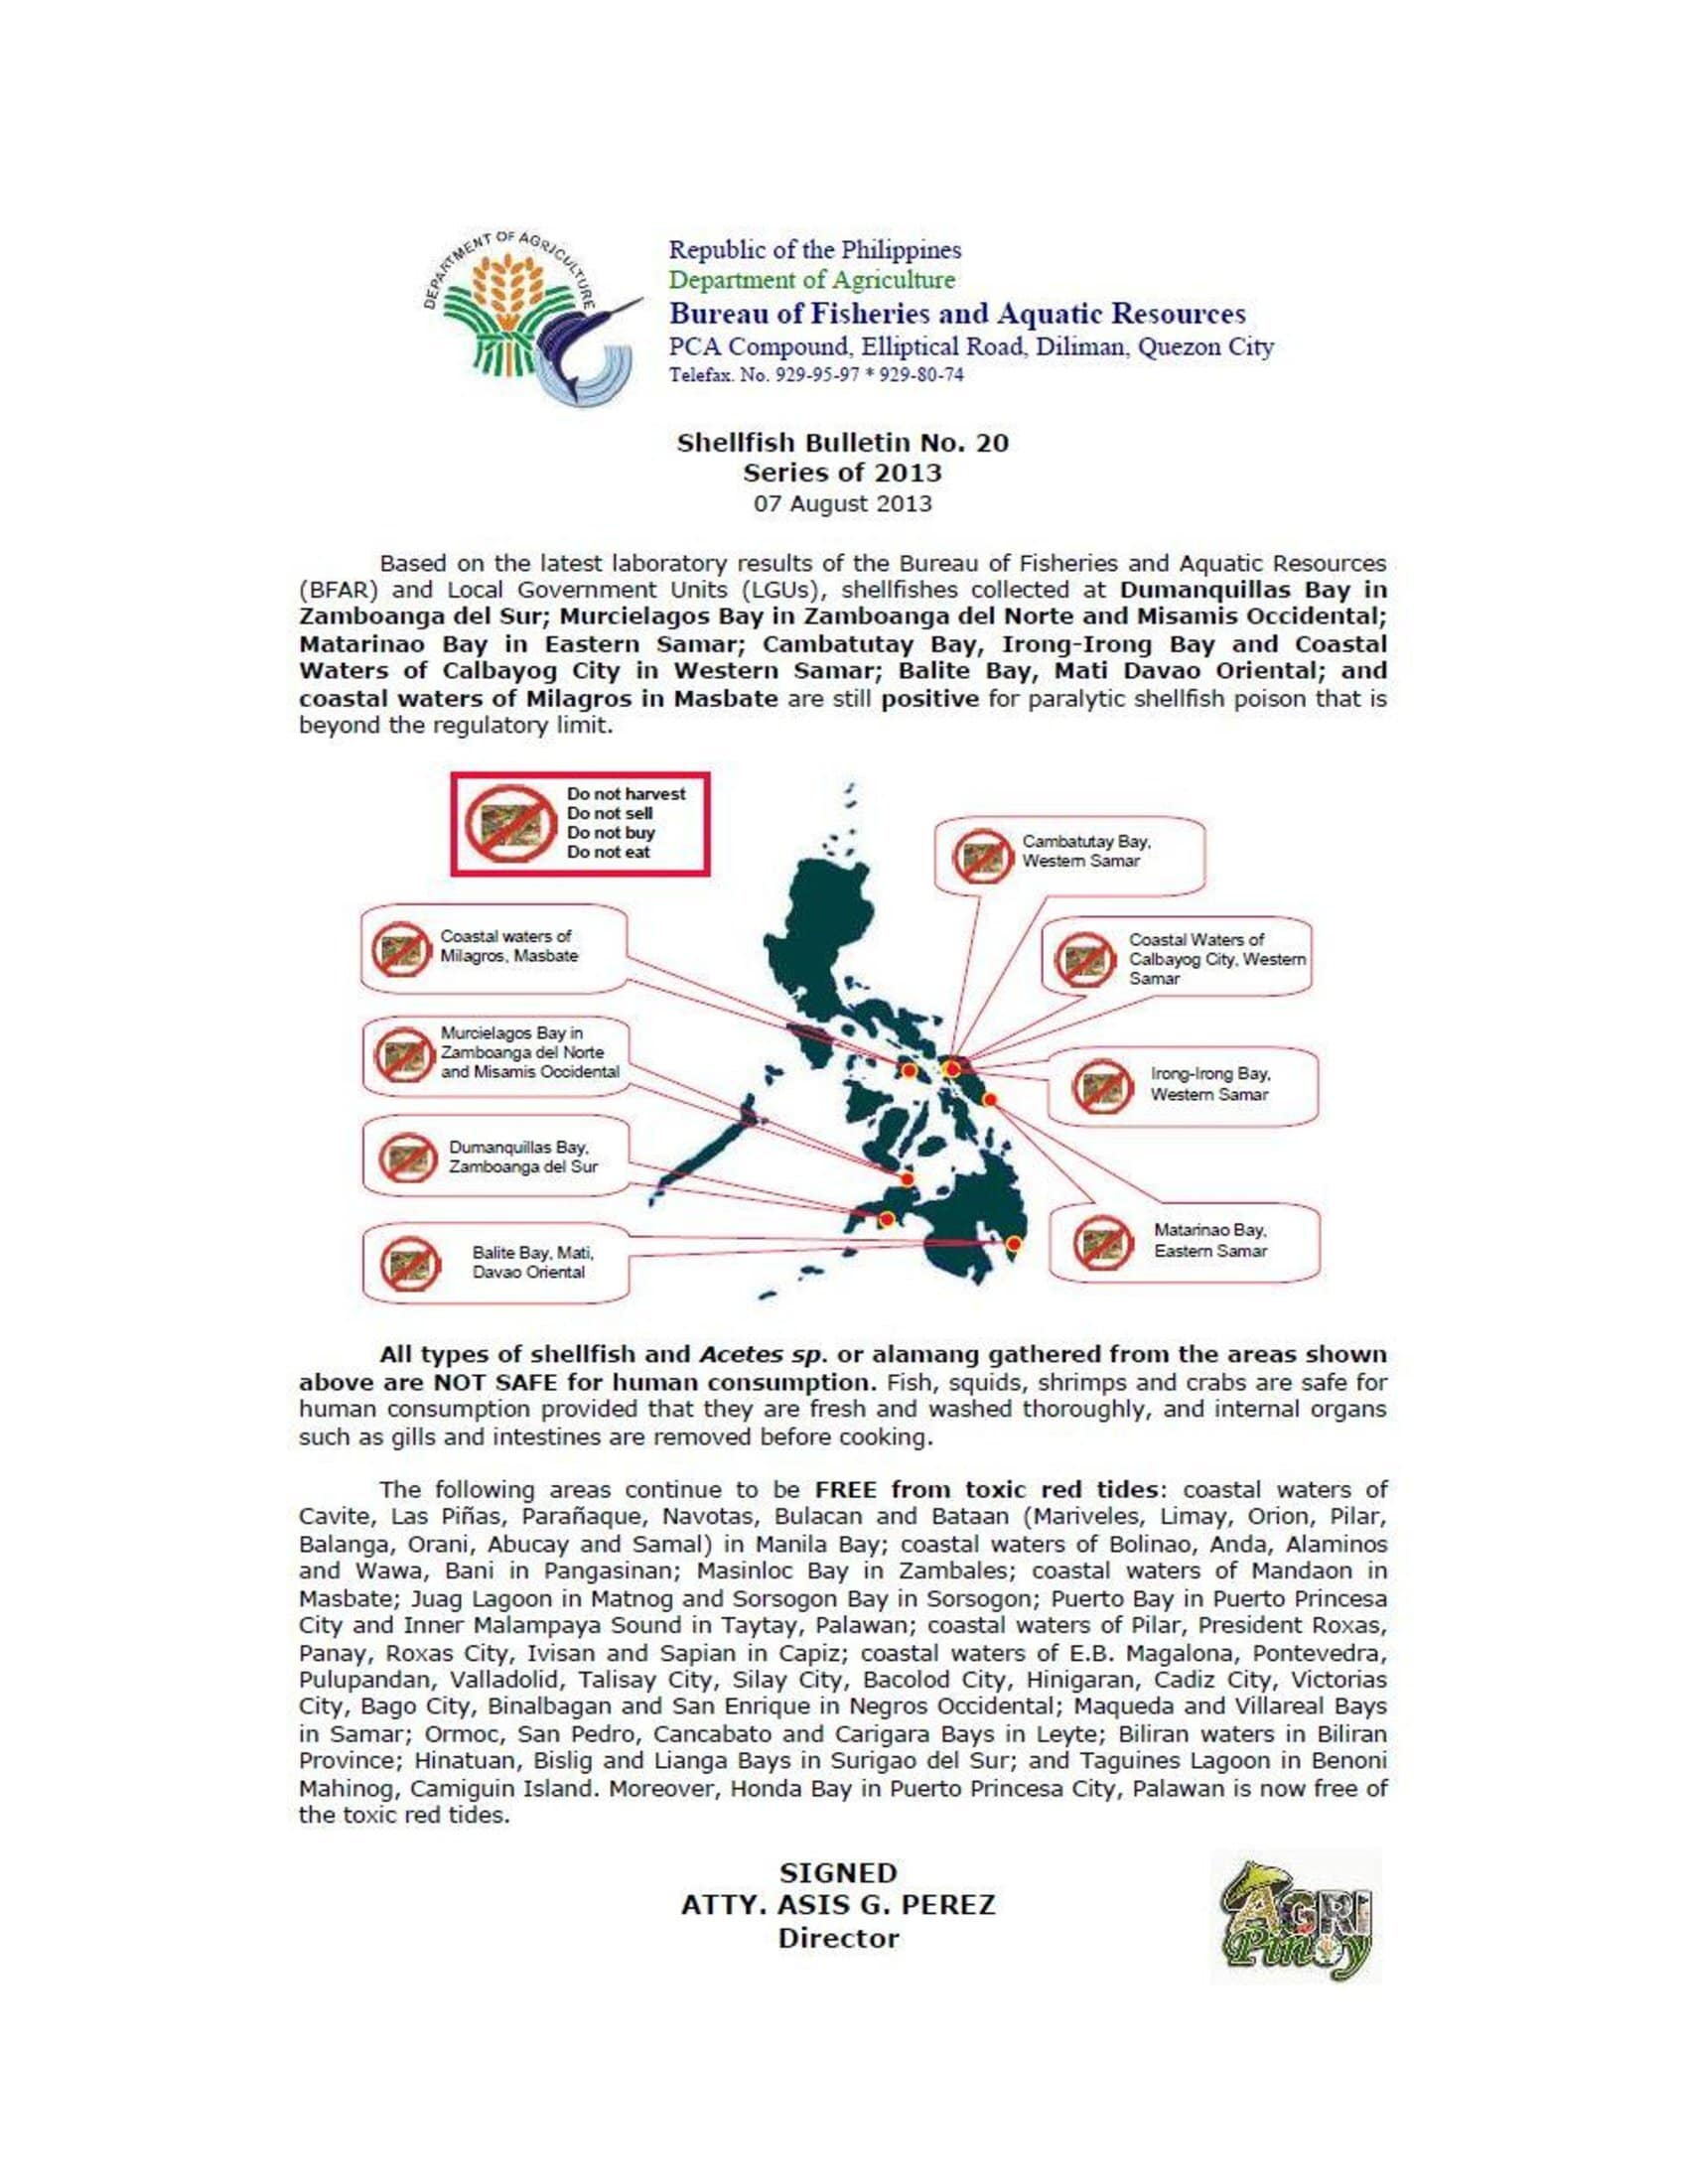 DEPARTMENT OF AGRICULTURE
Republic of the Philippines
Department of Agriculture
Bureau of Fisheries and Aquatic Resources
PCA Compound, Elliptical Road, Diliman, Quezon City
Telefax. No. 929-95-97 * 929-80-74
Shellfish Bulletin No. 20
Series of 2013
07 August 2013
Based on the latest laboratory results of the Bureau of Fisheries and Aquatic Resources
(BFAR) and Local Government Units (LGUs), shellfishes collected at Dumanquillas Bay in
Zamboanga del Sur; Murcielagos Bay in Zamboanga del Norte and Misamis Occidental;
Matarinao Bay in Eastern Samar; Cambatutay Bay, Irong-Irong Bay and Coastal
Waters of Calbayog City in Western Samar; Balite Bay, Mati Davao Oriental; and
coastal waters of Milagros in Masbate are still positive for paralytic shellfish poison that is
beyond the regulatory limit.
Do not harvest
Do not sell
Do not buy
Do not eat
Cambatutay Bay,
Western Samar
Coastal waters of
Milagros, Masbate
Coastal Waters of
Calbayog City, Western
Samar
Murcielagos Bay in
Zamboanga del Norte
and Misamis Occidental
Irong-Irong Bay,
Western Samar
Dumanquillas Bay,
Zamboanga del Sur
Matarinao Bay,
Eastern Samar
Balite Bay, Mati,
Davao Oriental
All types of shellfish and Acetes sp. or alamang gathered from the areas shown
above are NOT SAFE for human consumption. Fish, squids, shrimps and crabs are safe for
human consumption provided that they are fresh and washed thoroughly, and internal organs
such as gills and intestines are removed before cooking.
The following areas continue to be FREE from toxic red tides: coastal waters of
Cavite, Las Piñas, Parañaque, Navotas, Bulacan and Bataan (Mariveles, Limay, Orion, Pilar,
Balanga, Orani, Abucay and Samal) in Manila Bay; coastal waters of Bolinao, Anda, Alaminos
and Wawa, Bani in Pangasinan; Masinloc Bay in Zambales; coastal waters of Mandaon in
Masbate; Juag Lagoon in Matnog and Sorsogon Bay in Sorsogon; Puerto Bay in Puerto Princesa
City and Inner Malampaya Sound in Taytay, Palawan; coastal waters of Pilar, President Roxas,
Panay, Roxas City, Ivisan and Sapian in Capiz; coastal waters of E.B. Magalona, Pontevedra,
Pulupandan, Valladolid, Talisay City, Silay City, Bacolod City, Hinigaran, Cadiz City, Victorias
City, Bago City, Binalbagan and San Enrique in Negros Occidental; Maqueda and Villareal Bays
in Samar; Ormoc, San Pedro, Cancabato and Carigara Bays in Leyte; Biliran waters in Biliran
Province; Hinatuan, Bislig and Lianga Bays in Surigao del Sur; and Taguines Lagoon in Benoni
Mahinog, Camiguin Island. Moreover, Honda Bay in Puerto Princesa City, Palawan is now free of
the toxic red tides.
SIGNED
ATTY. ASIS G. PEREZ
Director
AGRI
Pinoy